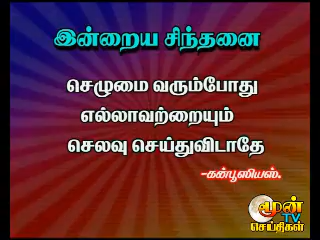 இன்றைய சிந்தனை
செழுமை வரும்போது
எல்லாவற்றையும்
செலவு செய்துவிடாதே
-கன்பூஸியஸ்.
மூன்
TV
செய்திகள்